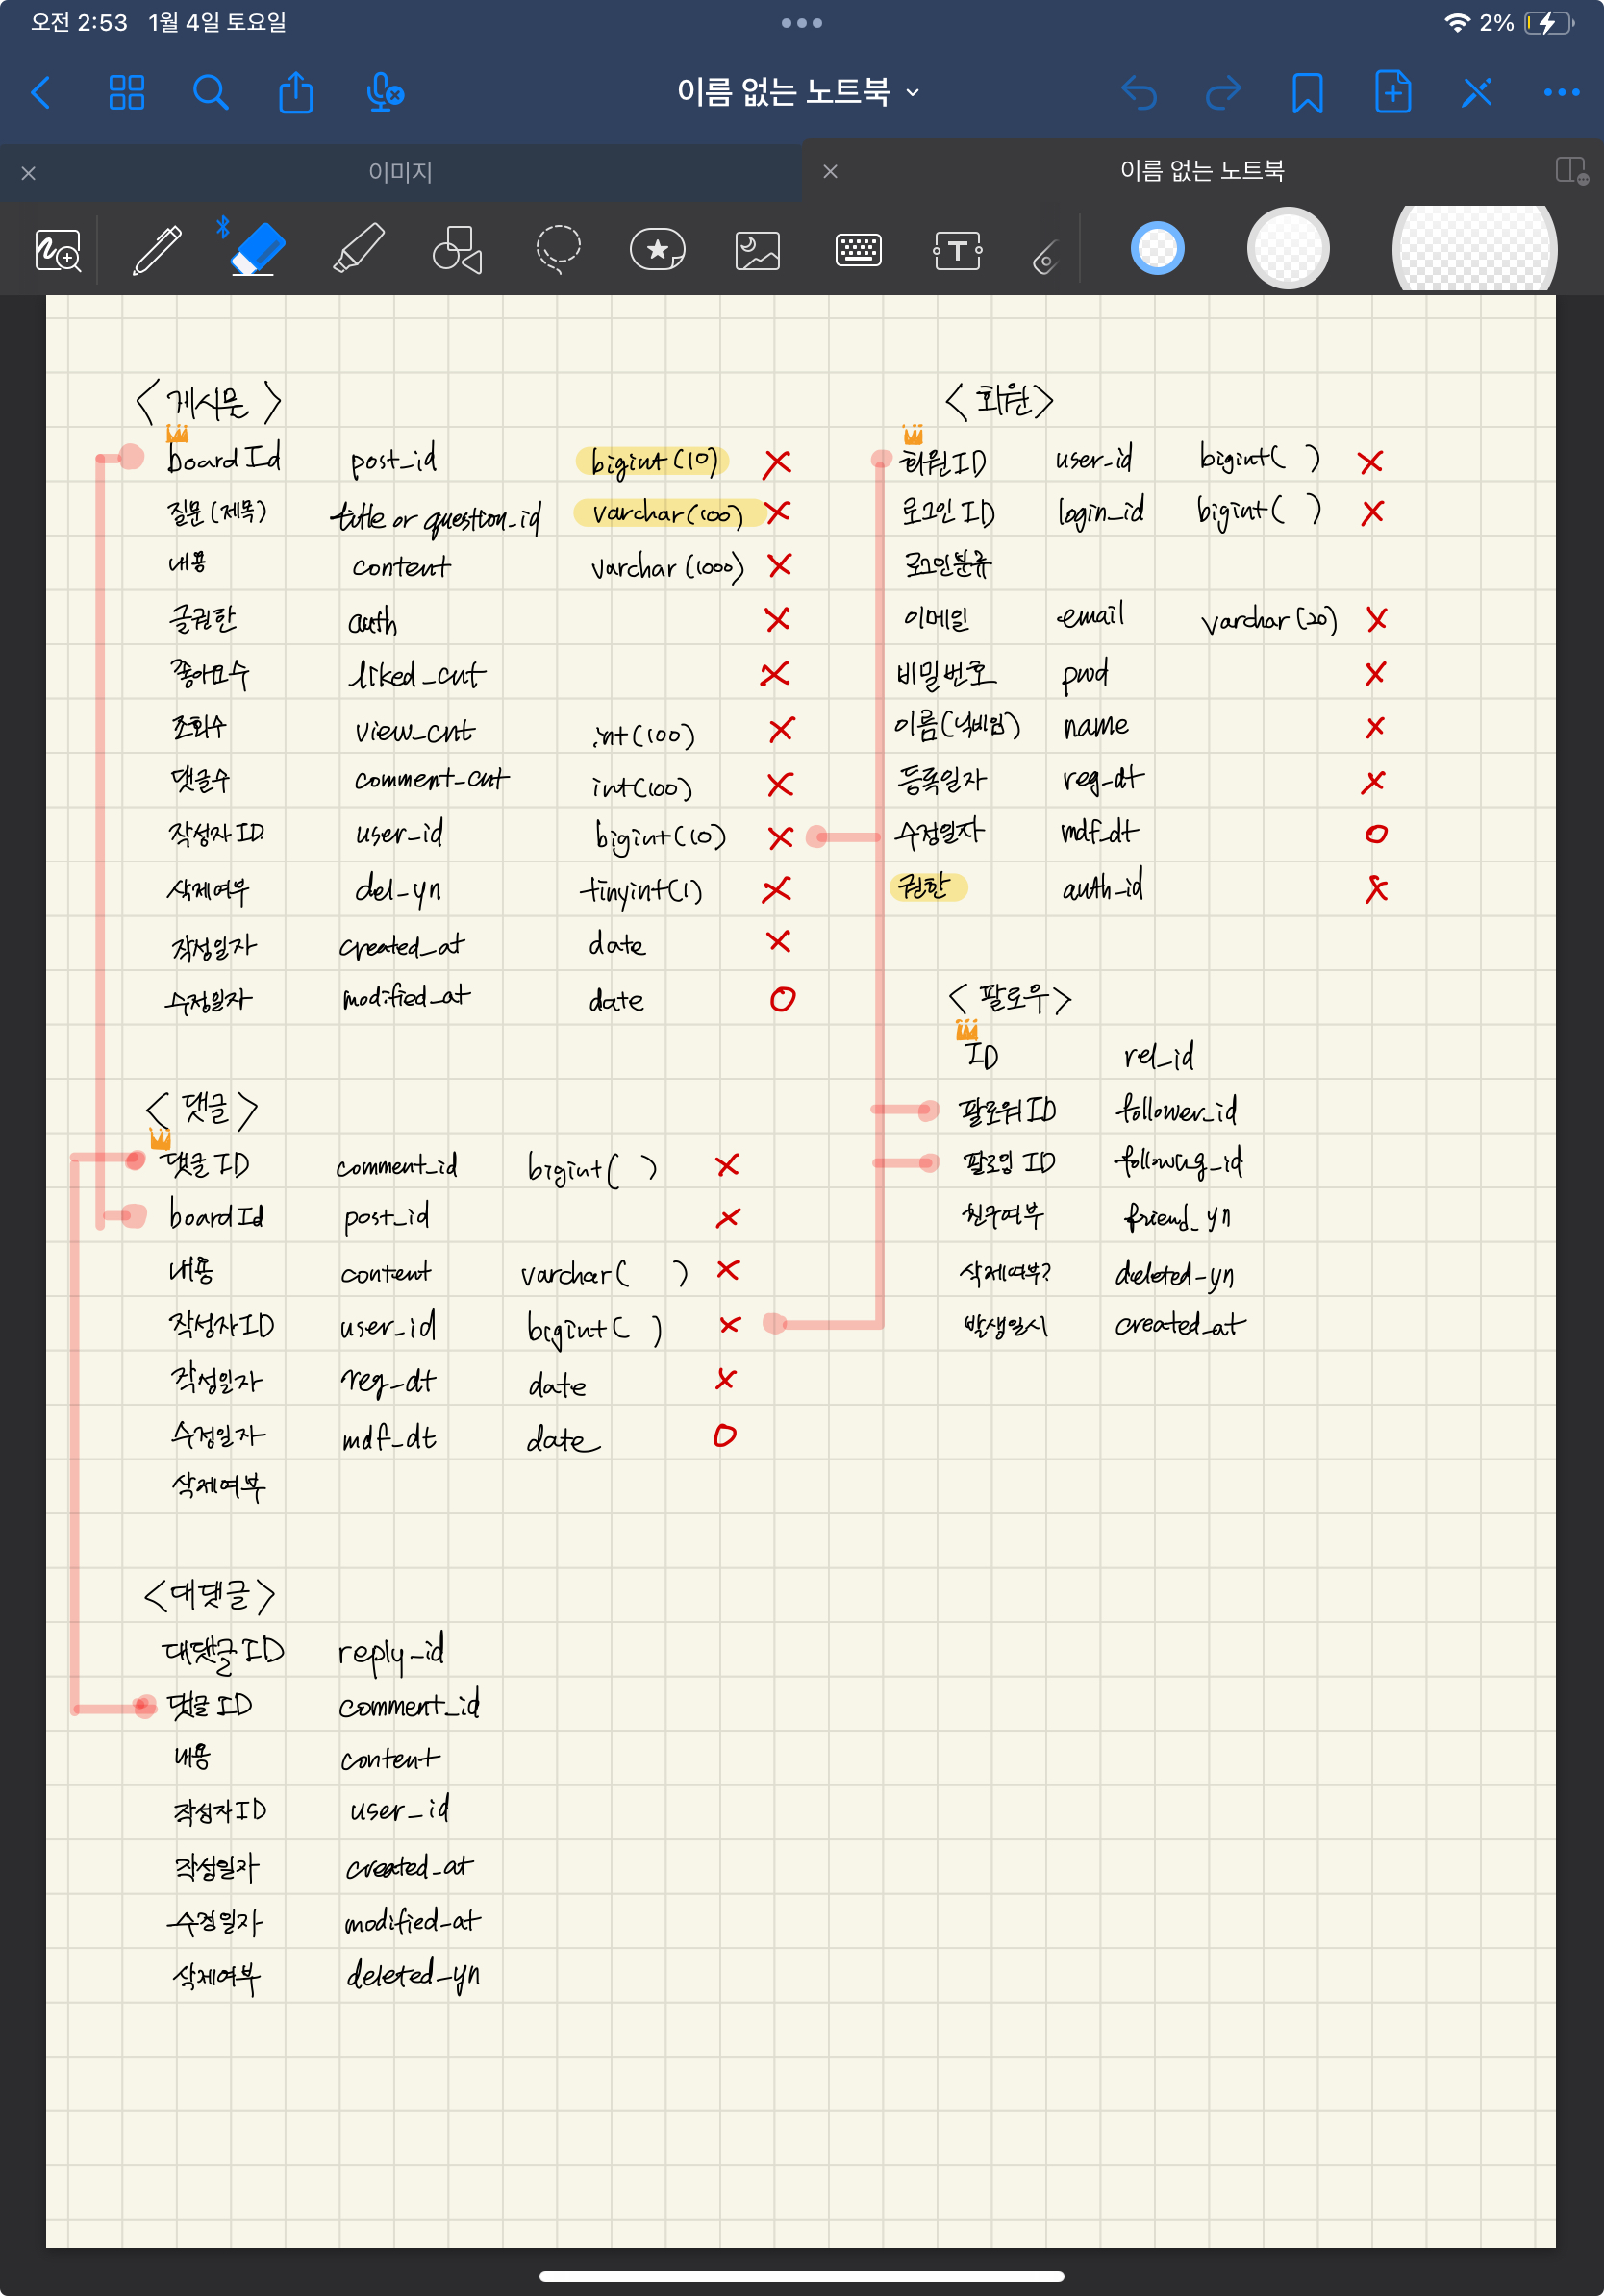 오전 2:53 1월 4일 토요일
2%
이름 없는 노트북
이미지
이름 없는 노트북
T
<게시물>
board Id post_id bigint(10) X
질문(제목) title or question_id varchar(100) X
내용 content varchar(1000) X
글권한 auth X
좋아요수 liked_cnt X
조회수 view_cnt int(100) X
댓글수 comment_cnt int(100) X
작성자 ID user_id bigint(10) X
삭제여부 del_yn tinyint(1) X
작성일자 created_at date X
수정일자 modified_at date O
<댓글>
댓글 ID comment_id bigint( ) X
board Id post_id X
내용 content varchar( ) X
작성자 ID user_id bigint( ) X
작성일자 reg_dt date X
수정일자 mdf_dt date O
삭제여부
<대댓글>
대댓글 ID reply_id
댓글 ID comment_id
내용 content
작성자 ID user_id
작성일자 created_at
수정일자 modified_at
삭제여부 deleted_yn
<회원>
회원 ID user_id bigint( ) X
로그인 ID login_id bigint( ) X
로그인분류
이메일 email varchar(20) X
비밀번호 pwd X
이름(닉네임) name X
등록일자 reg_dt X
수정일자 mdf_dt O
권한 auth_id X
<팔로우>
ID rel_id
팔로워 ID follower_id
팔로잉 ID following_id
친구여부 friend_yn
삭제여부? deleted_yn
발생일시 created_at